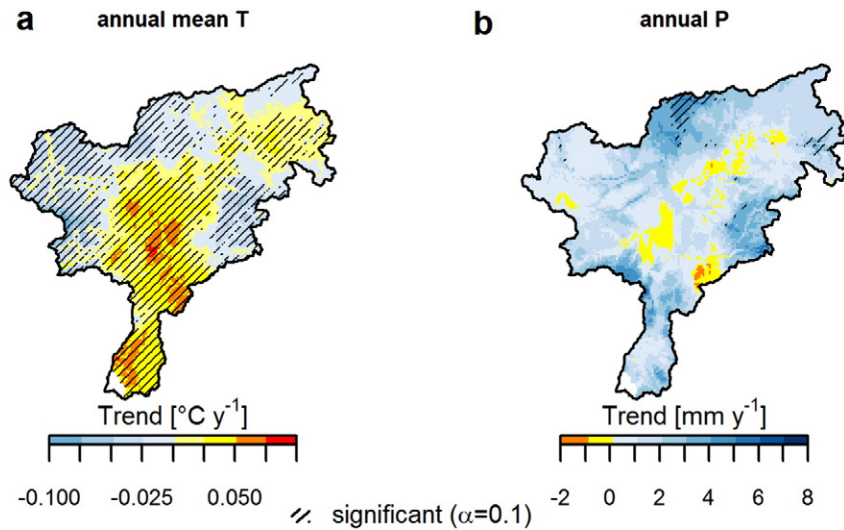 a annual mean T
b annual P
Trend [°C y⁻¹]
Trend [mm y⁻¹]
-0.100 -0.025 0.050
-2 0 2 4 6 8
significant (α=0.1)